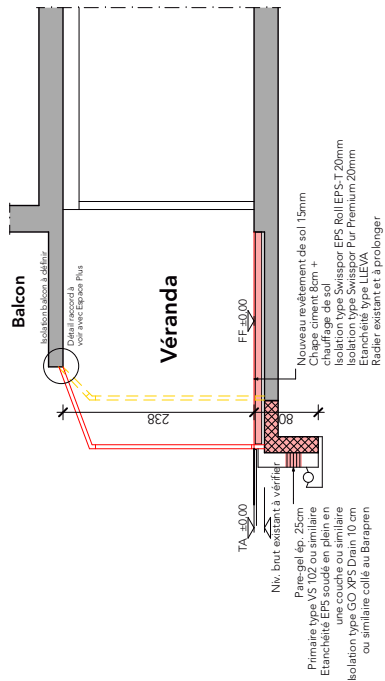 Balcon
Isolation balcon à définir
Détail raccord à
voir avec Espace Plus
Véranda
238
80
FF ±0,00
TA ±0,00
Niv. brut existant à vérifier
Nouveau revêtement de sol 15mm
Chape ciment 8cm +
chauffage de sol
Isolation type Swisspor EPS Roll EPS-T 20mm
Isolation type Swisspor Pur Premium 20mm
Etanchéité type LLEVA
Radier existant et à prolonger
Pare-gel ép. 25cm
Primaire type VS 102 ou similaire
Etanchéité EP5 soudé en plein en
une couche ou similaire
Isolation type GO XPS Drain 10 cm
ou similaire collé au Barapren